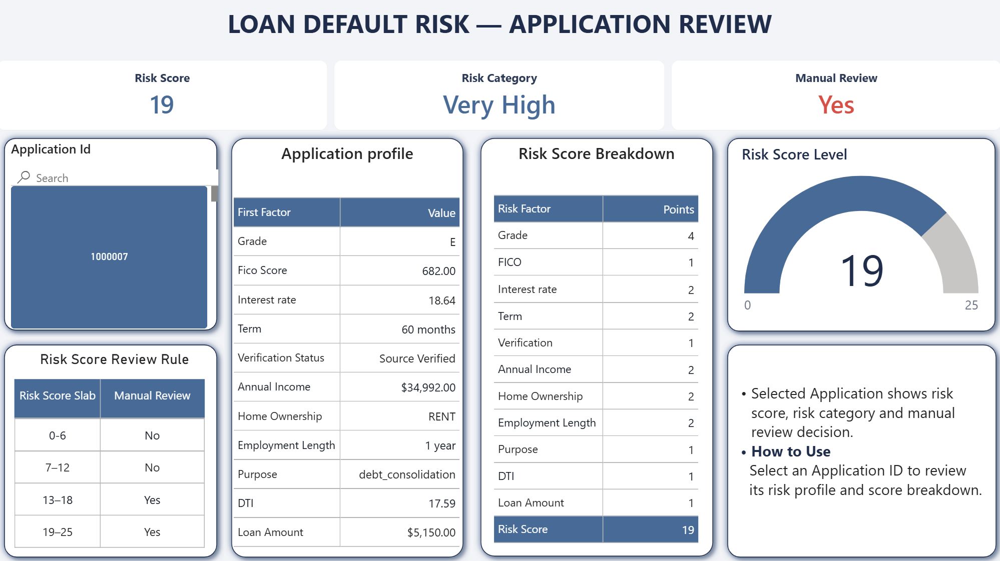 LOAN DEFAULT RISK — APPLICATION REVIEW
Risk Score
19
Risk Category
Very High
Manual Review
Yes
Application Id
Search
1000007
Risk Score Review Rule
Risk Score Slab Manual Review
0-6 No
7–12 No
13–18 Yes
19–25 Yes
Application profile
First Factor Value
Grade E
Fico Score 682.00
Interest rate 18.64
Term 60 months
Verification Status Source Verified
Annual Income $34,992.00
Home Ownership RENT
Employment Length 1 year
Purpose debt_consolidation
DTI 17.59
Loan Amount $5,150.00
Risk Score Breakdown
Risk Factor Points
Grade 4
FICO 1
Interest rate 2
Term 2
Verification 1
Annual Income 2
Home Ownership 2
Employment Length 2
Purpose 1
DTI 1
Loan Amount 1
Risk Score 19
Risk Score Level
19
0 25
• Selected Application shows risk
score, risk category and manual
review decision.
• How to Use
Select an Application ID to review
its risk profile and score breakdown.